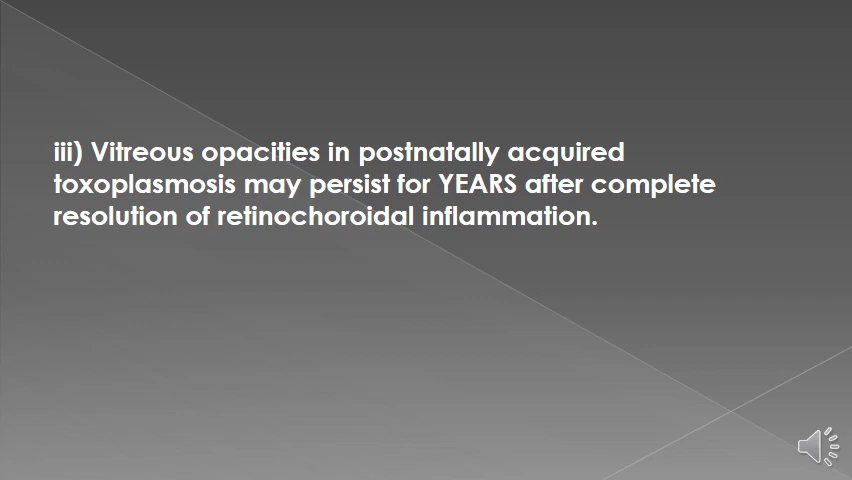 iii) Vitreous opacities in postnatally acquired
toxoplasmosis may persist for YEARS after complete
resolution of retinochoroidal inflammation.